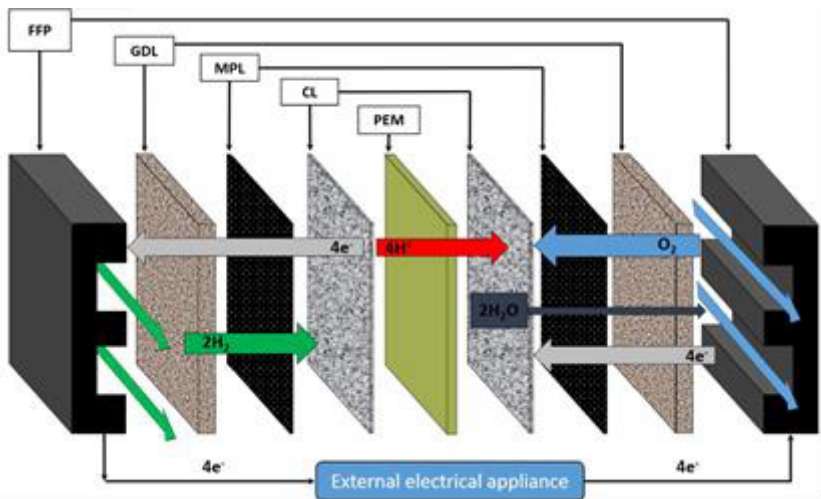 FFP
GDL
MPL
CL
PEM
4e⁻
4H⁺
O₂
2H₂O
2H₂
4e⁻
4e⁻
External electrical appliance
4e⁻